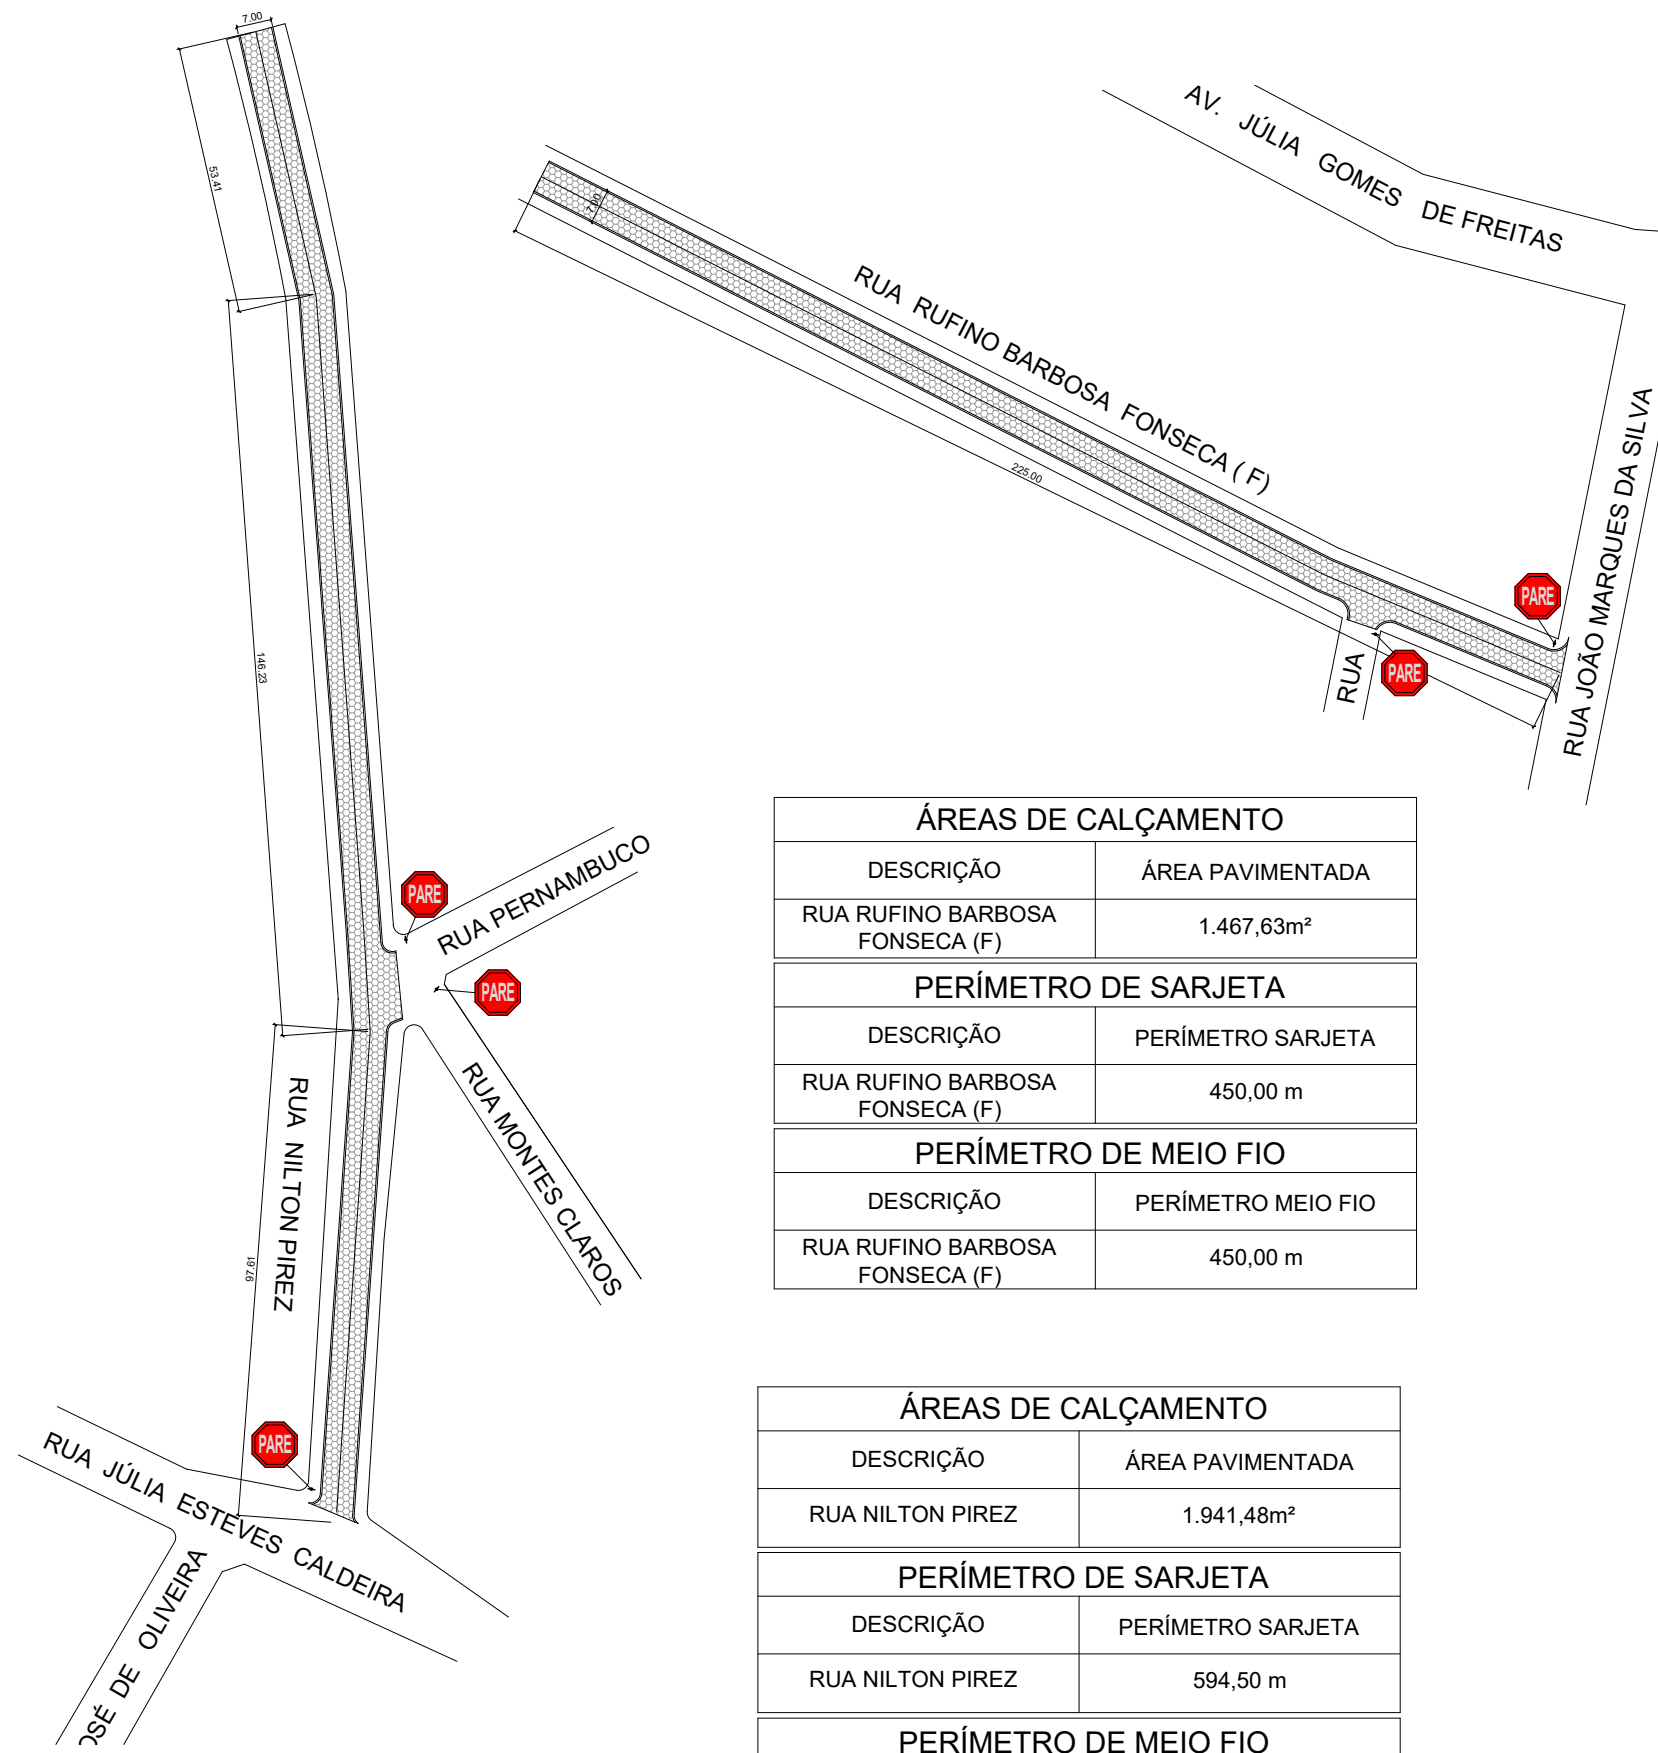 7.00
53.41
146.23
97.61
RUA NILTON PIREZ
PARE
RUA PERNAMBUCO
PARE
RUA MONTES CLAROS
PARE
RUA JÚLIA ESTEVES CALDEIRA
OSÉ DE OLIVEIRA
AV. JÚLIA GOMES DE FREITAS
7.00
RUA RUFINO BARBOSA FONSECA ( F)
225.00
PARE
RUA
PARE
RUA JOÃO MARQUES DA SILVA
ÁREAS DE CALÇAMENTO
DESCRIÇÃO ÁREA PAVIMENTADA
RUA RUFINO BARBOSA
FONSECA (F) 1.467,63m²
PERÍMETRO DE SARJETA
DESCRIÇÃO PERÍMETRO SARJETA
RUA RUFINO BARBOSA
FONSECA (F) 450,00 m
PERÍMETRO DE MEIO FIO
DESCRIÇÃO PERÍMETRO MEIO FIO
RUA RUFINO BARBOSA
FONSECA (F) 450,00 m
ÁREAS DE CALÇAMENTO
DESCRIÇÃO ÁREA PAVIMENTADA
RUA NILTON PIREZ 1.941,48m²
PERÍMETRO DE SARJETA
DESCRIÇÃO PERÍMETRO SARJETA
RUA NILTON PIREZ 594,50 m
PERÍMETRO DE MEIO FIO